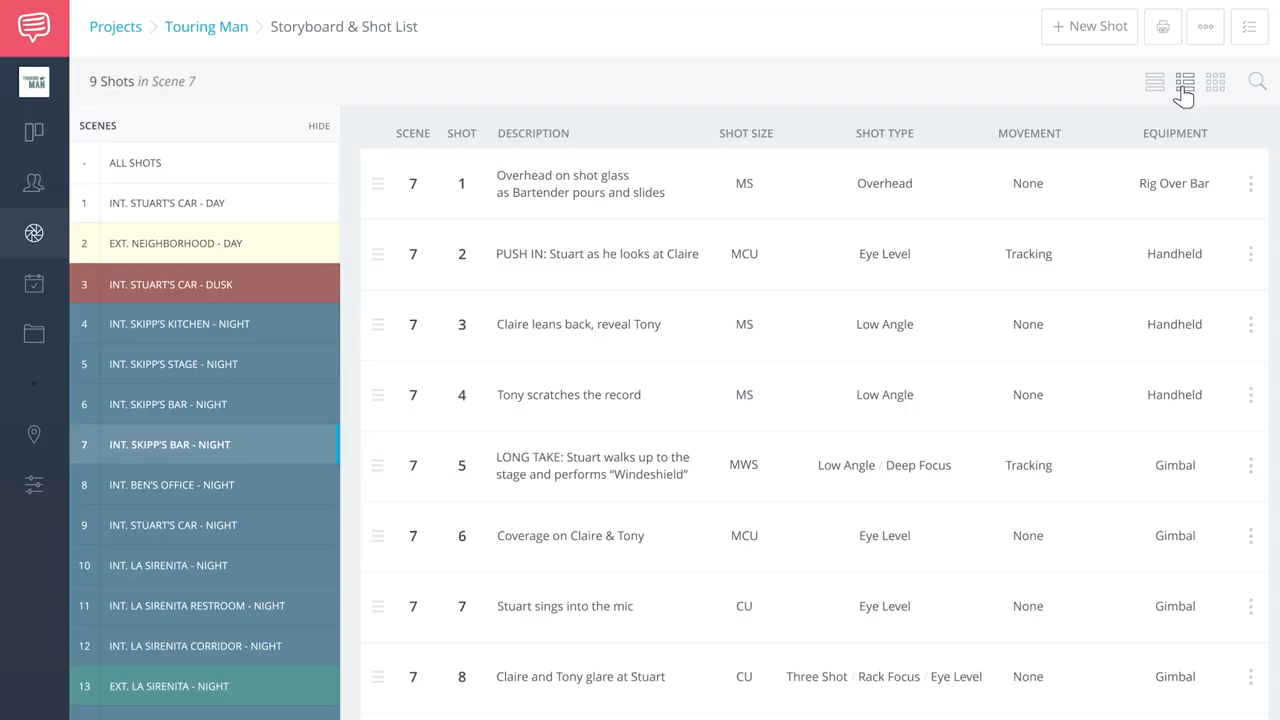 Projects
Touring Man
Storyboard & Shot List
New Shot
TOURING
MAN
9 Shots in Scene 7
SCENES
HIDE
- ALL SHOTS
1 INT. STUART'S CAR - DAY
2 EXT. NEIGHBORHOOD - DAY
3 INT. STUART'S CAR - DUSK
4 INT. SKIPP'S KITCHEN - NIGHT
5 INT. SKIPP'S STAGE - NIGHT
6 INT. SKIPP'S BAR - NIGHT
7 INT. SKIPP'S BAR - NIGHT
8 INT. BEN'S OFFICE - NIGHT
9 INT. STUART'S CAR - NIGHT
10 INT. LA SIRENITA - NIGHT
11 INT. LA SIRENITA RESTROOM - NIGHT
12 INT. LA SIRENITA CORRIDOR - NIGHT
13 EXT. LA SIRENITA - NIGHT
SCENE SHOT DESCRIPTION SHOT SIZE SHOT TYPE MOVEMENT EQUIPMENT
7 1 Overhead on shot glass
as Bartender pours and slides MS Overhead None Rig Over Bar
7 2 PUSH IN: Stuart as he looks at Claire MCU Eye Level Tracking Handheld
7 3 Claire leans back, reveal Tony MS Low Angle None Handheld
7 4 Tony scratches the record MS Low Angle None Handheld
7 5 LONG TAKE: Stuart walks up to the
stage and performs “Windeshield” MWS Low Angle / Deep Focus Tracking Gimbal
7 6 Coverage on Claire & Tony MCU Eye Level None Gimbal
7 7 Stuart sings into the mic CU Eye Level None Gimbal
7 8 Claire and Tony glare at Stuart CU Three Shot / Rack Focus / Eye Level None Gimbal